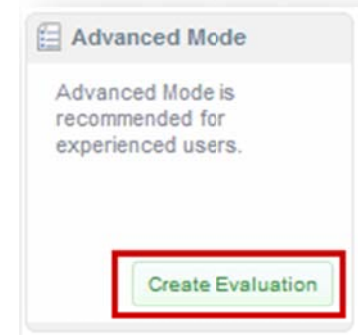 Advanced Mode
Advanced Mode is
recommended for
experienced users.
Create Evaluation